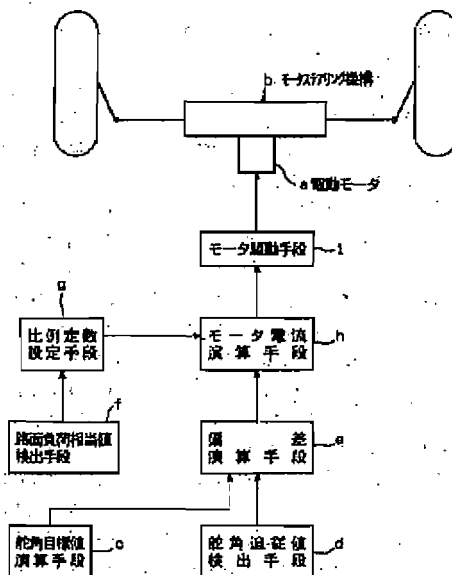 b モータステアリング機構
a 電動モータ
モータ駆動手段
i
g
比例定数
設定手段
モータ電流
演算手段
h
f
路面負荷相当値
検出手段
偏差
演算手段
e
舵角目標値
演算手段
c
舵角追従値
検出手段
d